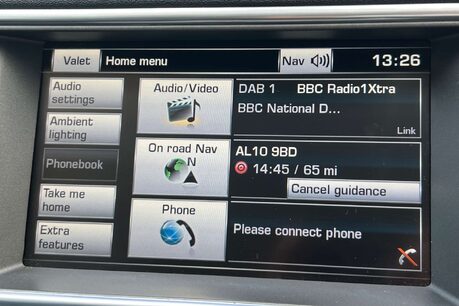 Valet
Home menu
Nav
13:26
Audio
settings
Ambient
lighting
Phonebook
Take me
home
Extra
features
Audio/Video
On road Nav
N
Phone
DAB 1 BBC Radio1Xtra
BBC National D...
Link
AL10 9BD
14:45 / 65 mi
Cancel guidance
Please connect phone